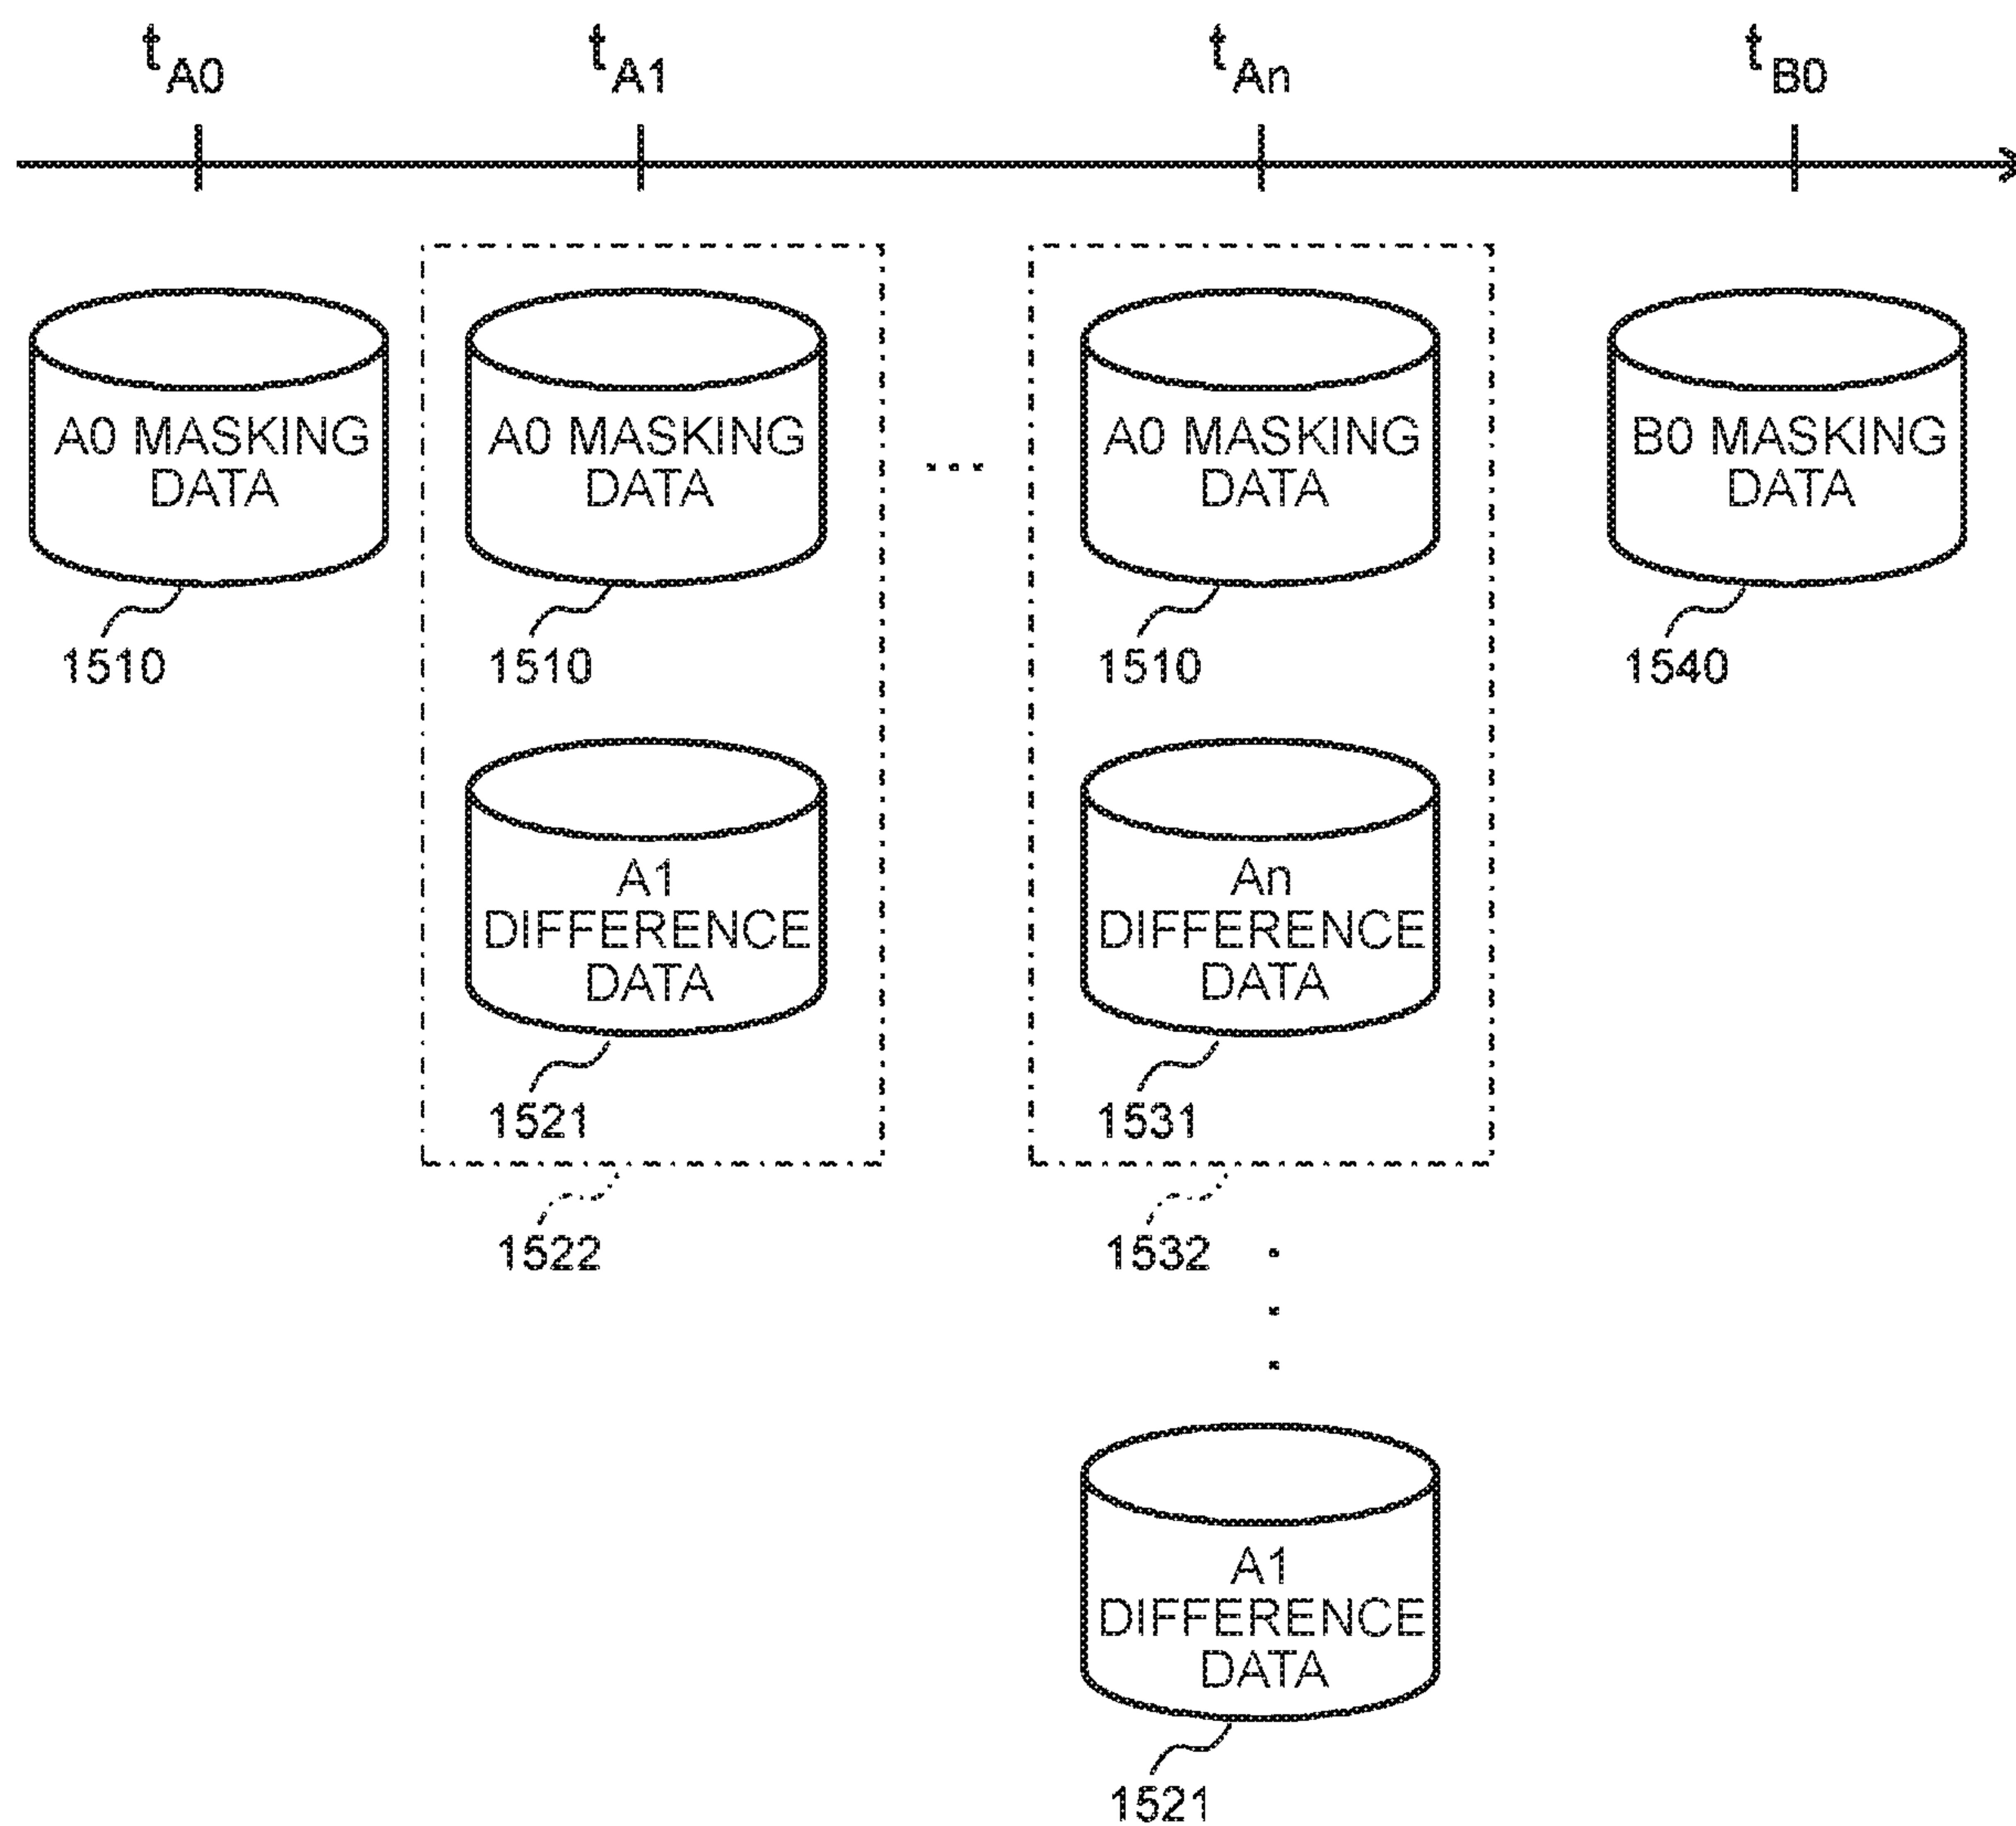 tA0 tA1 tAn tB0
A0 MASKING DATA
A0 MASKING DATA
...
A0 MASKING DATA
B0 MASKING DATA
1510
1510
1510
1540
A1 DIFFERENCE DATA
An DIFFERENCE DATA
1521
1531
1522
1532
A1
DIFFERENCE
DATA
1521